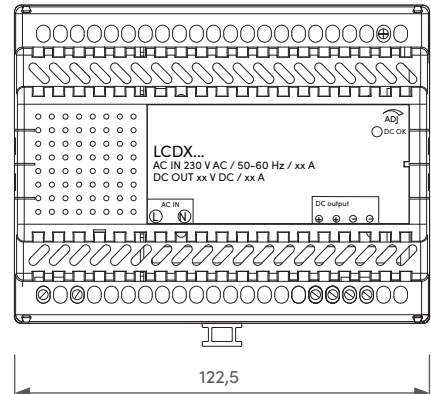 ADJ
DC OK
LCDX...
AC IN 230 V AC / 50-60 Hz / xx A
DC OUT xx V DC / xx A
AC IN
L N
DC output
122,5